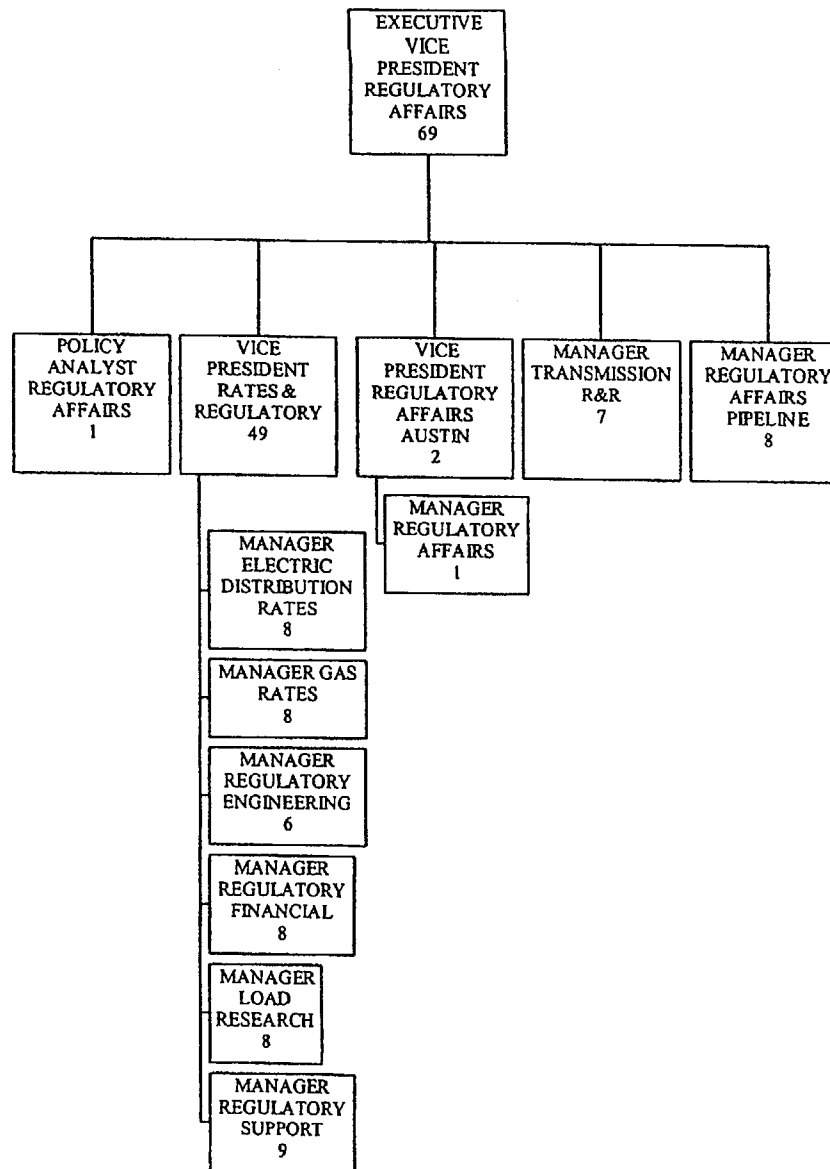 EXECUTIVE
VICE
PRESIDENT
REGULATORY
AFFAIRS
69
POLICY
ANALYST
REGULATORY
AFFAIRS
1
VICE
PRESIDENT
RATES &
REGULATORY
49
VICE
PRESIDENT
REGULATORY
AFFAIRS
AUSTIN
2
MANAGER
TRANSMISSION
R&R
7
MANAGER
REGULATORY
AFFAIRS
PIPELINE
8
MANAGER
REGULATORY
AFFAIRS
1
MANAGER
ELECTRIC
DISTRIBUTION
RATES
8
MANAGER GAS
RATES
8
MANAGER
REGULATORY
ENGINEERING
6
MANAGER
REGULATORY
FINANCIAL
8
MANAGER
LOAD
RESEARCH
8
MANAGER
REGULATORY
SUPPORT
9